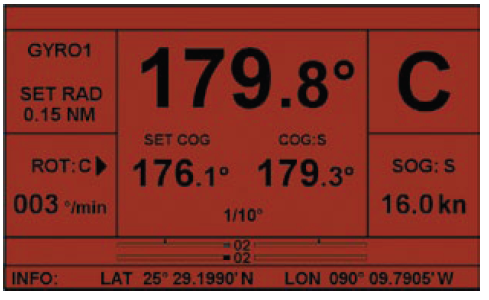 GYRO1
179.8°
C
SET RAD
0.15 NM
SET COG
COG:S
176.1°
179.3°
ROT:C
SOG: S
003 °/min
16.0 kn
1/10°
02
02
INFO: LAT 25° 29.1990' N LON 090° 09.7905' W